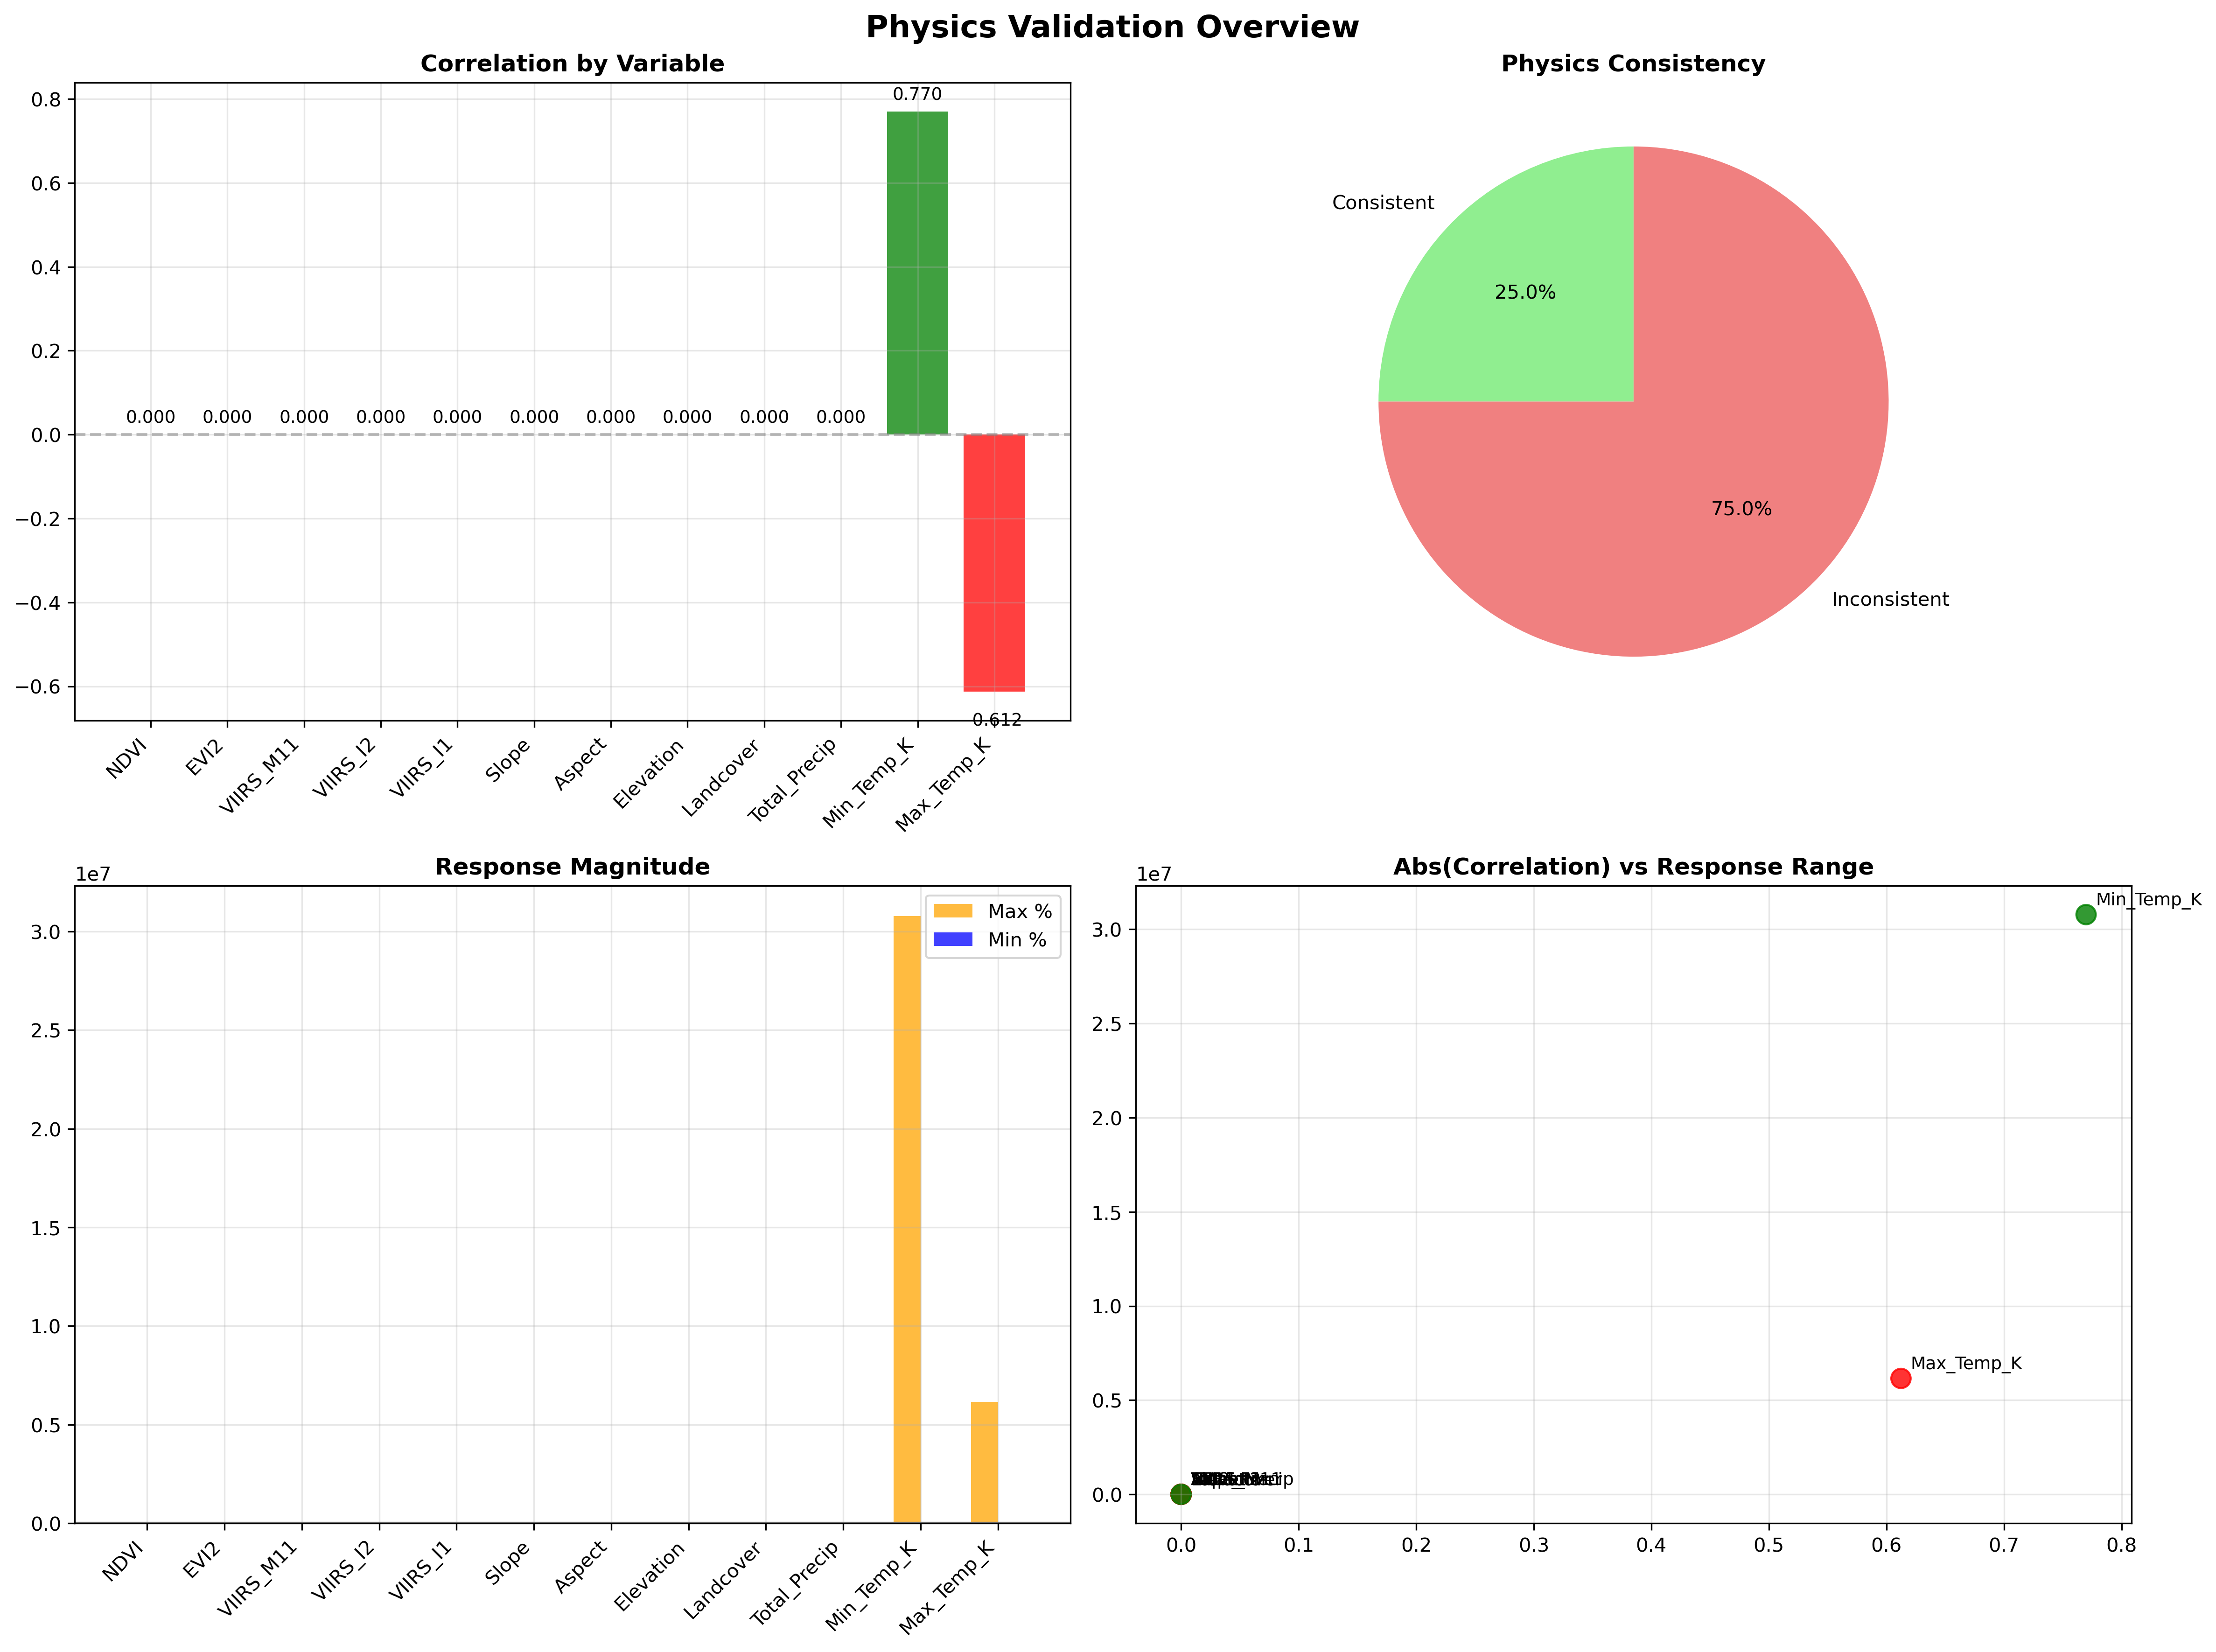 Physics Validation Overview
Correlation by Variable
0.8
0.6
0.4
0.2
0.0
−0.2
−0.4
−0.6
0.000 0.000 0.000 0.000 0.000 0.000 0.000 0.000 0.000 0.000
0.770
0.612
NDVI
EVI2
VIIRS_M11
VIIRS_I2
VIIRS_I1
Slope
Aspect
Elevation
Landcover
Total_Precip
Min_Temp_K
Max_Temp_K
Physics Consistency
Consistent
25.0%
75.0%
Inconsistent
Response Magnitude
1e7
3.0
2.5
2.0
1.5
1.0
0.5
0.0
Max %
Min %
NDVI
EVI2
VIIRS_M11
VIIRS_I2
VIIRS_I1
Slope
Aspect
Elevation
Landcover
Total_Precip
Min_Temp_K
Max_Temp_K
Abs(Correlation) vs Response Range
1e7
3.0
2.5
2.0
1.5
1.0
0.5
0.0
Min_Temp_K
Max_Temp_K
0.0 0.1 0.2 0.3 0.4 0.5 0.6 0.7 0.8